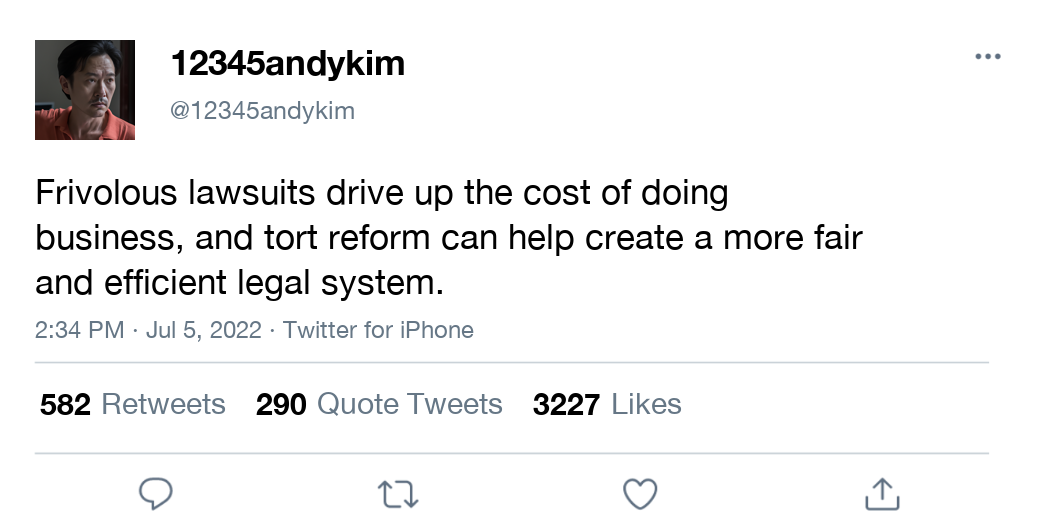 12345andykim
@12345andykim
Frivolous lawsuits drive up the cost of doing
business, and tort reform can help create a more fair
and efficient legal system.
2:34 PM · Jul 5, 2022 · Twitter for iPhone
582 Retweets 290 Quote Tweets 3227 Likes